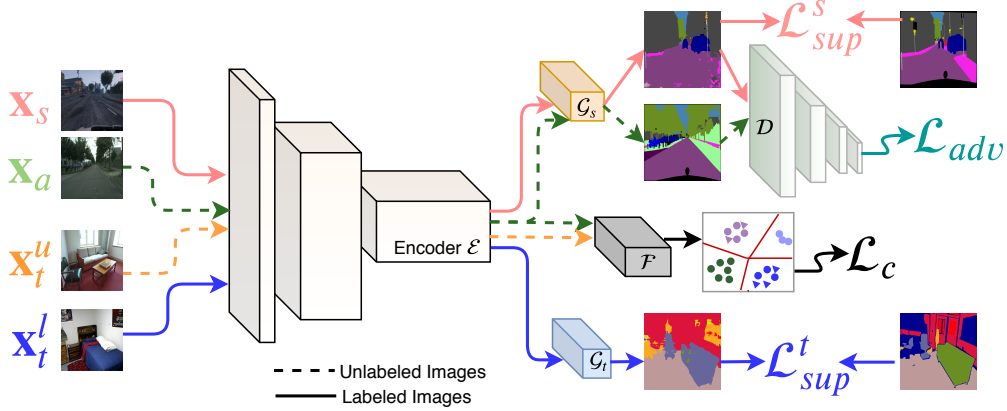 x_s
x_a
x_t^u
x_t^l
Encoder ℰ
𝒢_s
𝒢_t
ℱ
𝒟
ℒ_sup^s
ℒ_adv
ℒ_c
ℒ_sup^t
Unlabeled Images
Labeled Images